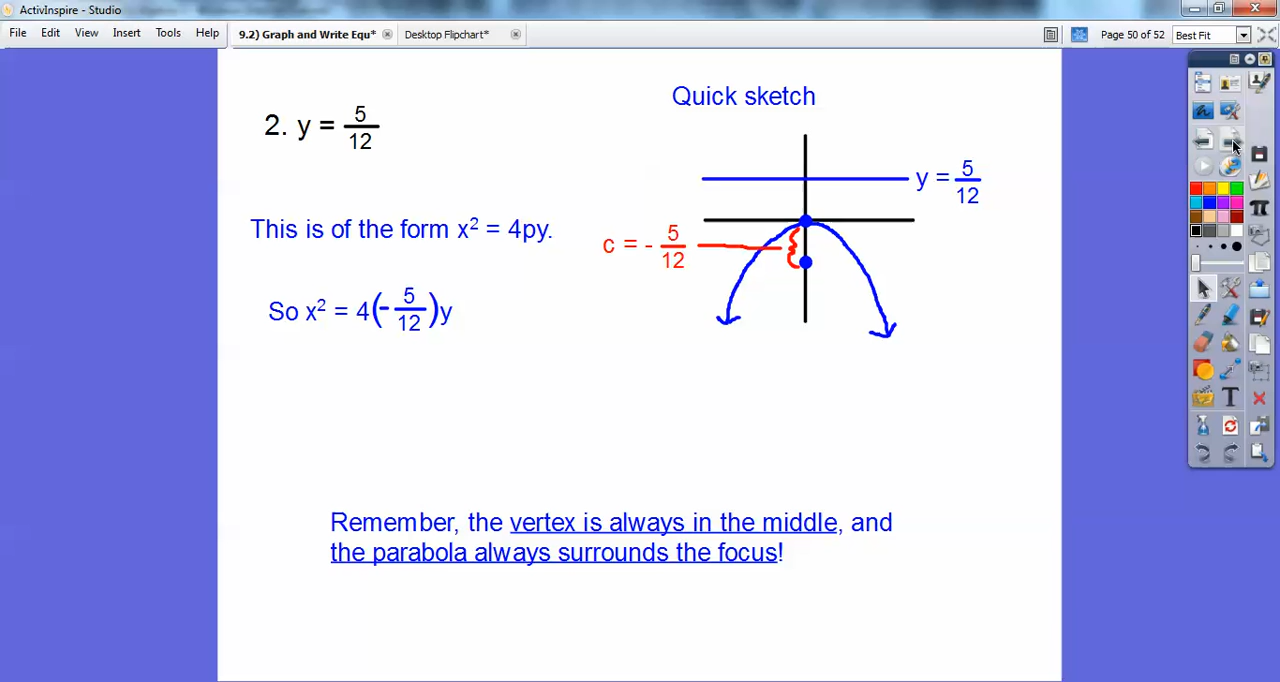 ActivInspire - Studio
File Edit View Insert Tools Help 9.2) Graph and Write Equ* Desktop Flipchart* Page 50 of 52 Best Fit
Quick sketch
2. y = 5/12
y = 5/12
This is of the form x² = 4py.
c = - 5/12
So x² = 4(-5/12)y
Remember, the vertex is always in the middle, and
the parabola always surrounds the focus!